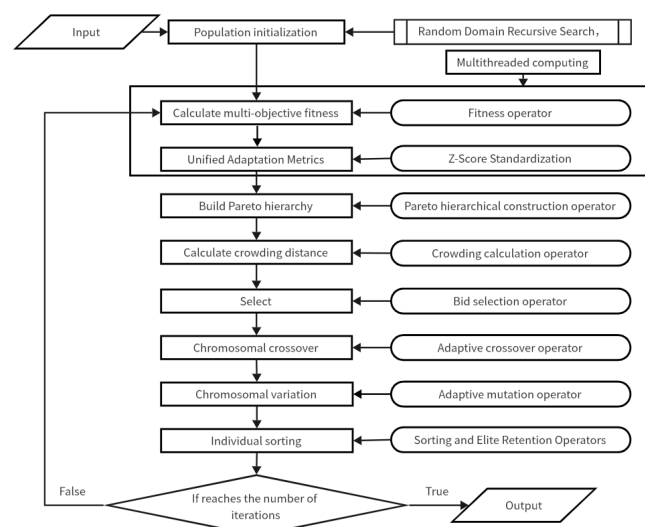 Input
Population initialization
Random Domain Recursive Search，
Multithreaded computing
Calculate multi-objective fitness
Fitness operator
Unified Adaptation Metrics
Z-Score Standardization
Build Pareto hierarchy
Pareto hierarchical construction operator
Calculate crowding distance
Crowding calculation operator
Select
Bid selection operator
Chromosomal crossover
Adaptive crossover operator
Chromosomal variation
Adaptive mutation operator
Individual sorting
Sorting and Elite Retention Operators
False
If reaches the number of
iterations
True
Output